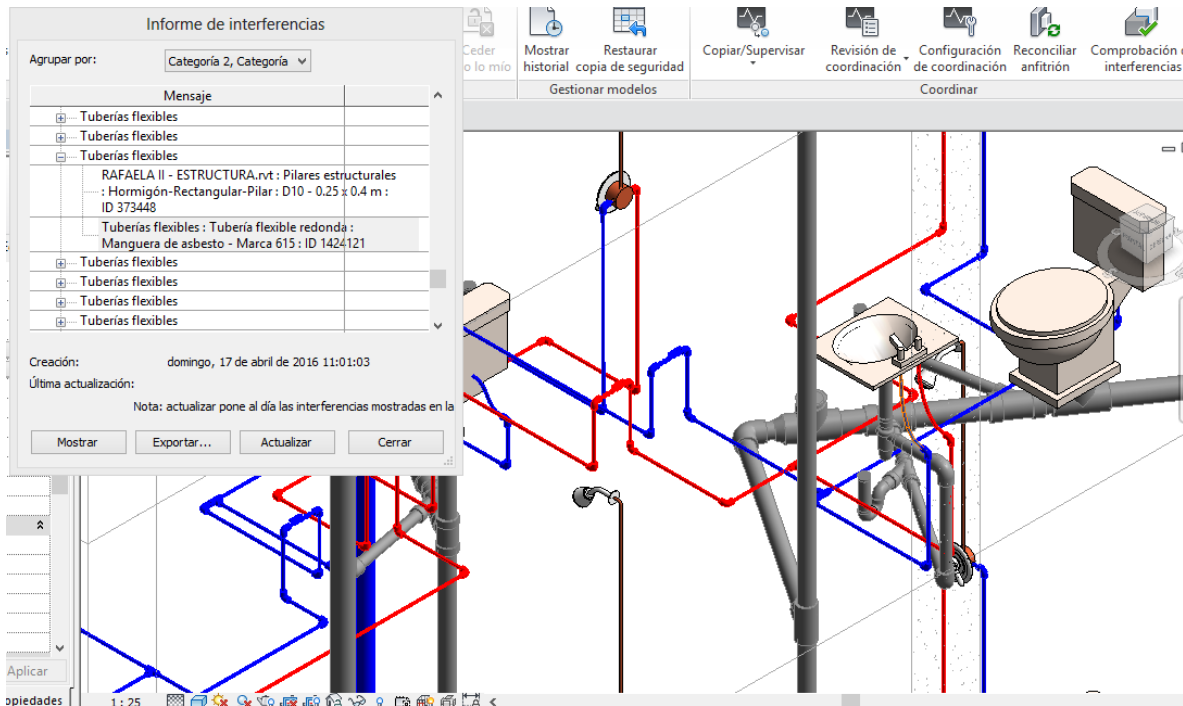 Informe de interferencias
Agrupar por:
Categoría 2, Categoría
Mensaje
Tuberías flexibles
Tuberías flexibles
Tuberías flexibles
RAFAELA II - ESTRUCTURA.rvt : Pilares estructurales
: Hormigón-Rectangular-Pilar : D10 - 0.25 x 0.4 m :
ID 373448
Tuberías flexibles : Tubería flexible redonda :
Manguera de asbesto - Marca 615 : ID 1424121
Tuberías flexibles
Tuberías flexibles
Tuberías flexibles
Tuberías flexibles
Creación: domingo, 17 de abril de 2016 11:01:03
Última actualización:
Nota: actualizar pone al día las interferencias mostradas en la
Mostrar Exportar... Actualizar Cerrar
Ceder
o lo mío
Mostrar
historial
Restaurar
copia de seguridad
Gestionar modelos
Copiar/Supervisar
Revisión de
coordinación
Configuración
de coordinación
Reconciliar
anfitrión
Comprobación
interferencias
Coordinar
Aplicar
opiedades
1 : 25